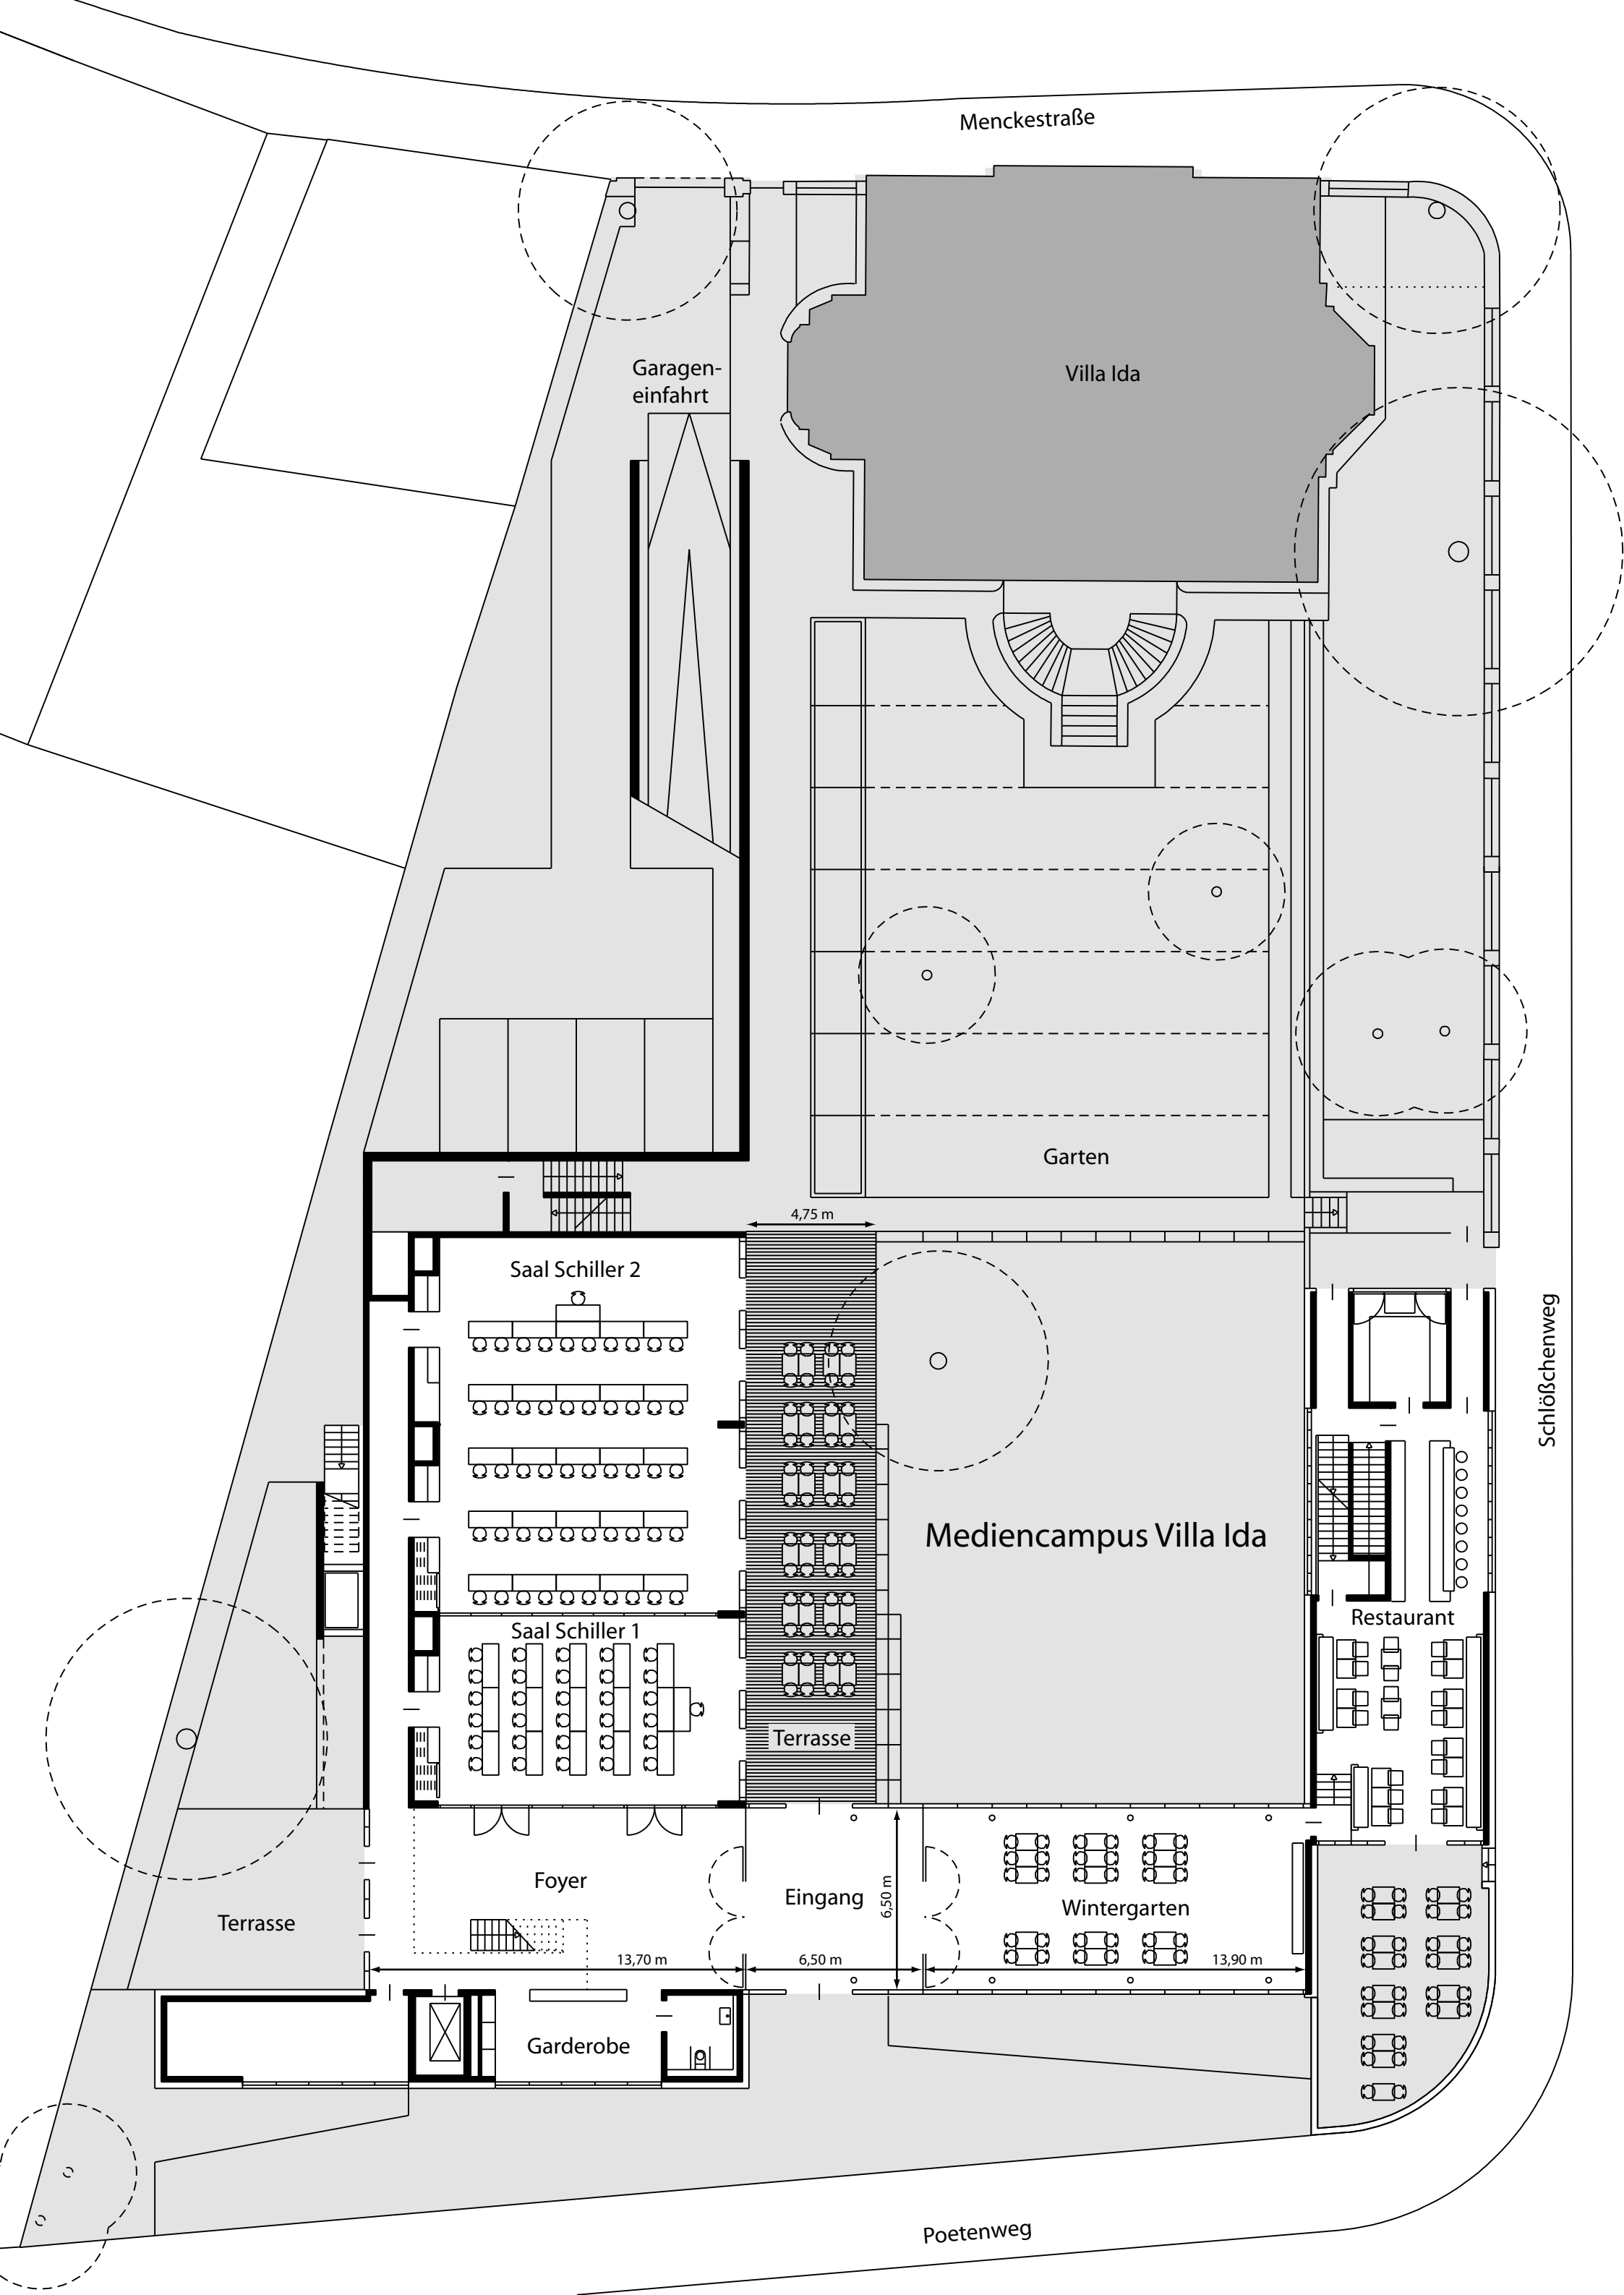 Menckestraße
Garagen-
einfahrt
Villa Ida
Garten
4,75 m
Saal Schiller 2
Schlößchenweg
Mediencampus Villa Ida
Restaurant
Saal Schiller 1
Terrasse
Foyer
Eingang
6,50 m
Wintergarten
Terrasse
13,70 m
6,50 m
13,90 m
Garderobe
Poetenweg